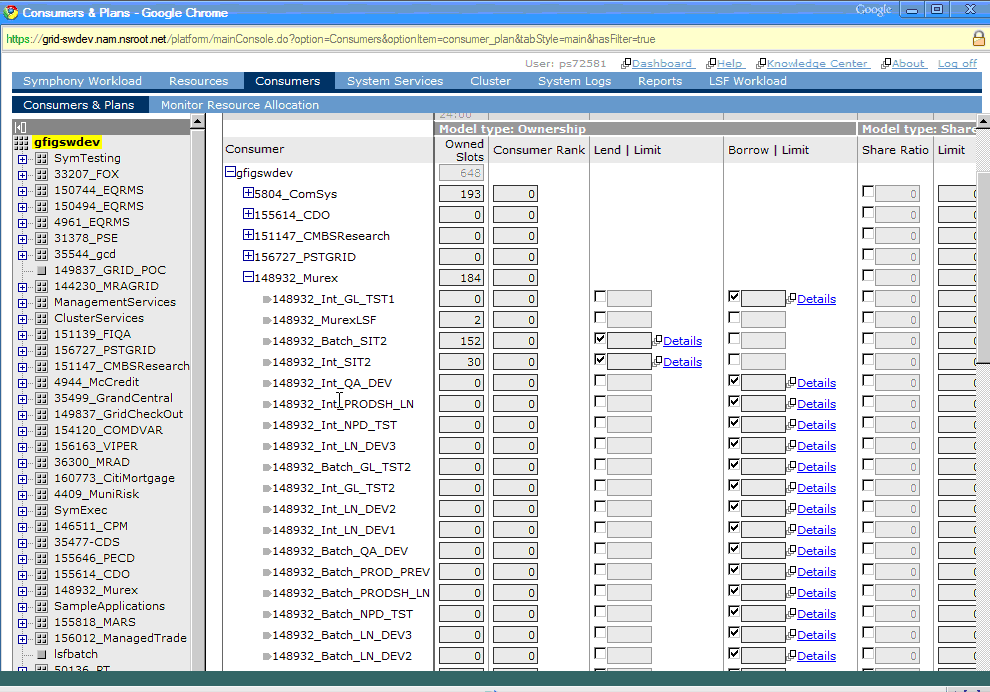 Consumers & Plans - Google Chrome
Google
https://grid-swdev.nam.nsroot.net/platform/mainConsole.do?option=Consumers&optionItem=consumer_plan&tabStyle=main&hasFilter=true
User: ps72581 Dashboard Help Knowledge Center About Log off
Symphony Workload Resources Consumers System Services Cluster System Logs Reports LSF Workload
Consumers & Plans Monitor Resource Allocation
gfigswdev
SymTesting
33207_FOX
150744_EQRMS
150494_EQRMS
4961_EQRMS
31378_PSE
35544_gcd
149837_GRID_POC
144230_MRAGRID
ManagementServices
ClusterServices
151139_FIQA
156727_PSTGRID
151147_CMBSResearch
4944_McCredit
35499_GrandCentral
149837_GridCheckOut
154120_COMDVAR
156163_VIPER
36300_MRAD
160773_CitiMortgage
4409_MuniRisk
SymExec
146511_CPM
35477-CDS
155646_PECD
155614_CDO
148932_Murex
SampleApplications
155818_MARS
156012_ManagedTrade
lsfbatch
50136_PT
24:00
Model type: Ownership Model type: Share
Consumer Owned Slots Consumer Rank Lend | Limit Borrow | Limit Share Ratio Limit
gfigswdev 648
5804_ComSys 193 0 0
155614_CDO 0 0 0
151147_CMBSResearch 0 0 0
156727_PSTGRID 0 0 0
148932_Murex 184 0 0
148932_Int_GL_TST1 0 0 Details 0
148932_MurexLSF 2 0 0
148932_Batch_SIT2 152 0 Details 0
148932_Int_SIT2 30 0 Details 0
148932_Int_QA_DEV 0 0 Details 0
148932_Int_PRODSH_LN 0 0 Details 0
148932_Int_NPD_TST 0 0 Details 0
148932_Int_LN_DEV3 0 0 Details 0
148932_Batch_GL_TST2 0 0 Details 0
148932_Int_GL_TST2 0 0 Details 0
148932_Int_LN_DEV2 0 0 Details 0
148932_Int_LN_DEV1 0 0 Details 0
148932_Batch_QA_DEV 0 0 Details 0
148932_Batch_PROD_PREV 0 0 Details 0
148932_Batch_PRODSH_LN 0 0 Details 0
148932_Batch_NPD_TST 0 0 Details 0
148932_Batch_LN_DEV3 0 0 Details 0
148932_Batch_LN_DEV2 0 0 Details 0